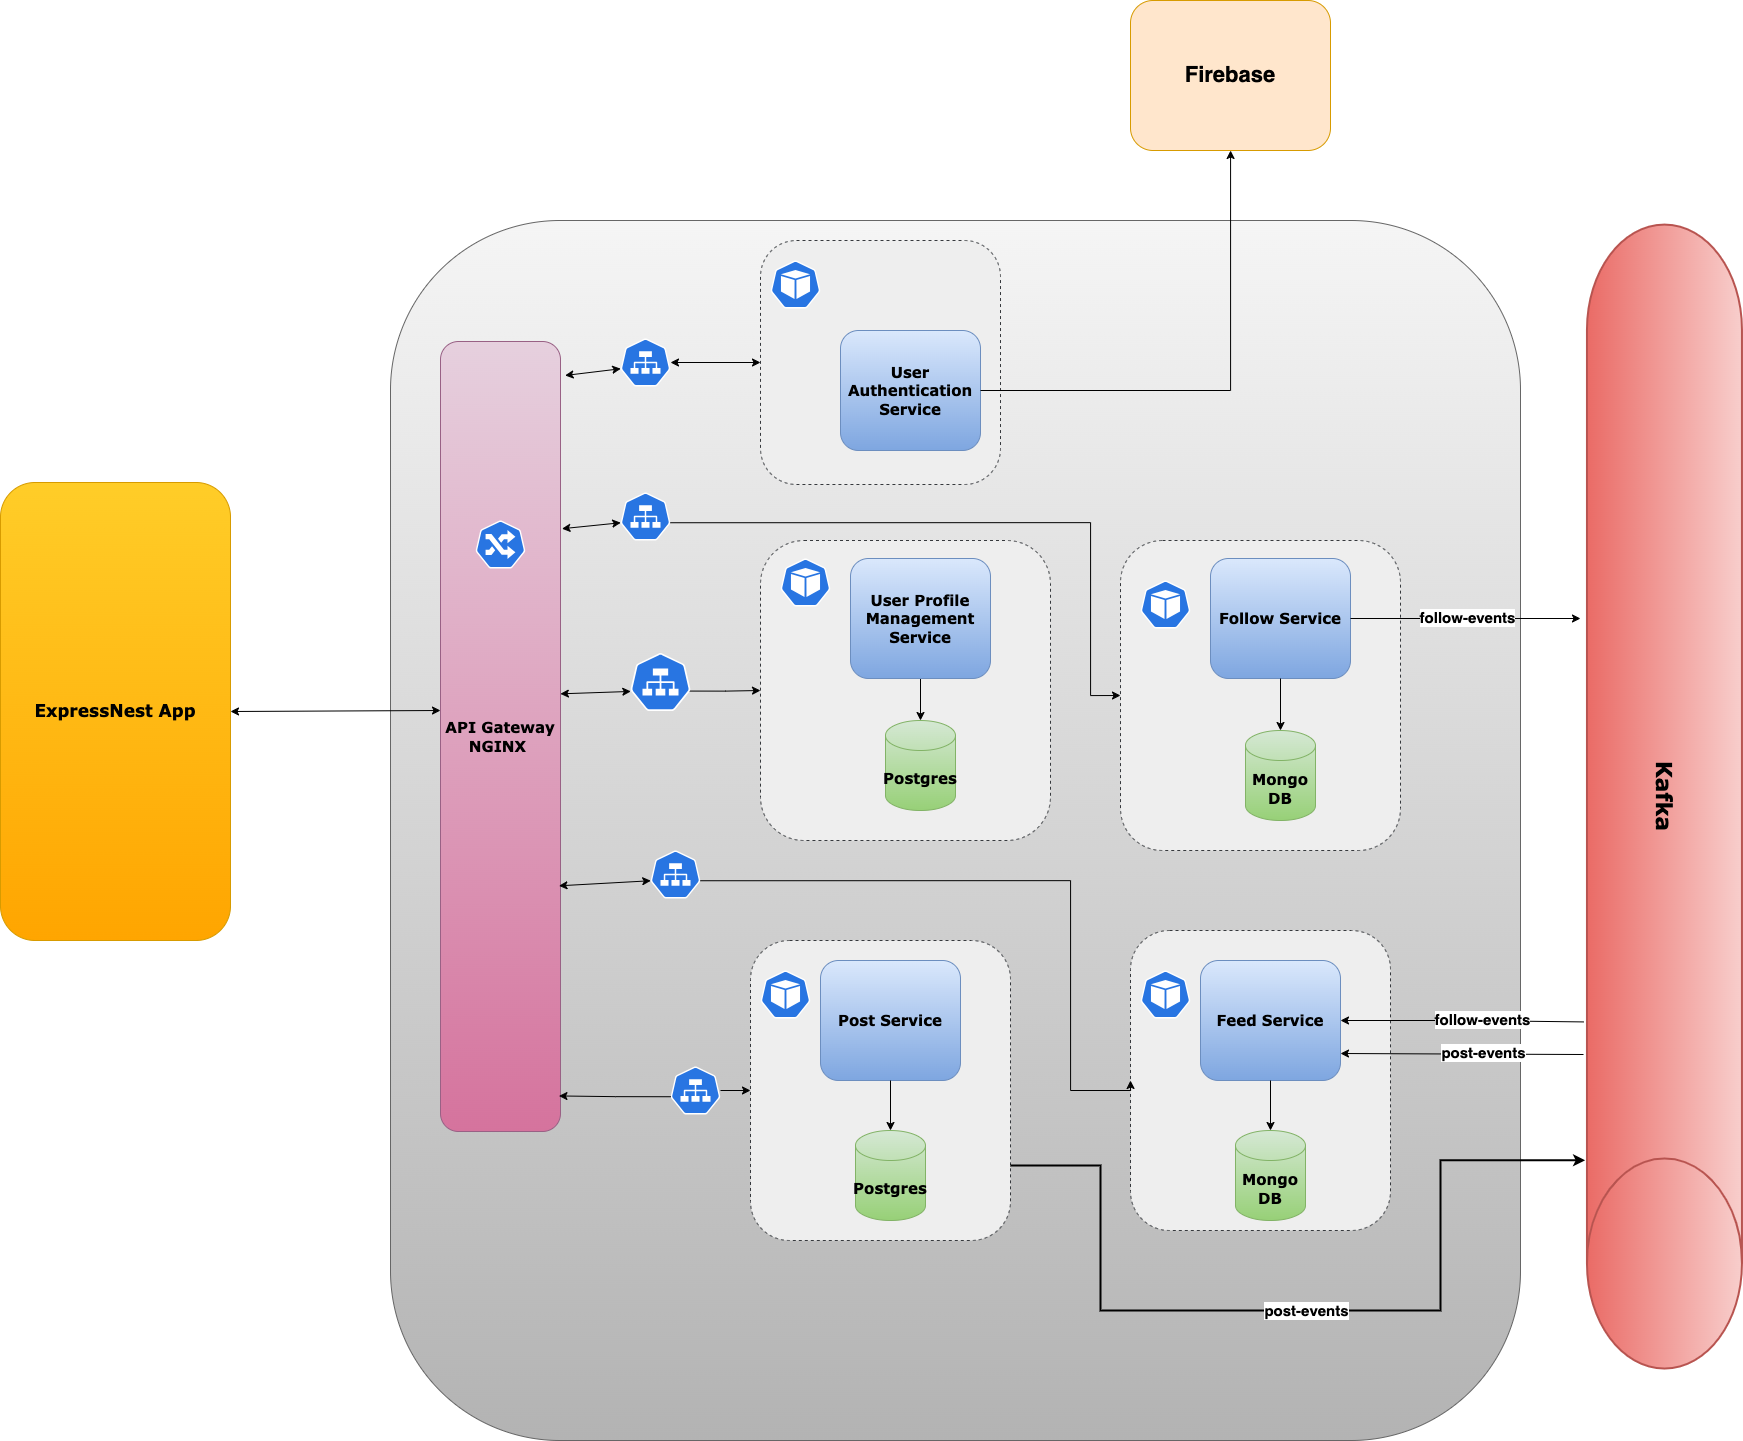 Firebase
User
Authentication
Service
User Profile
Management
Service
Follow Service
follow-events
ExpressNest App
API Gateway
NGINX
Postgres
Mongo
DB
Kafka
Post Service
Feed Service
follow-events
post-events
Postgres
Mongo
DB
post-events